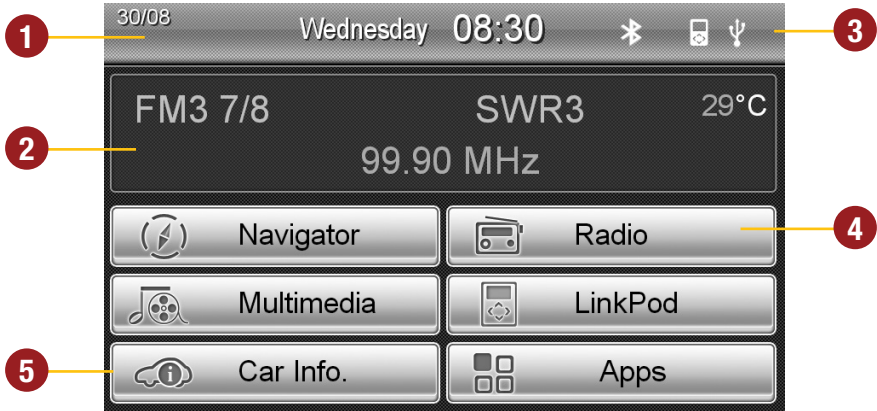 30/08 Wednesday 08:30
1
3
FM3 7/8 SWR3 29°C
2
99.90 MHz
Navigator Radio
4
Multimedia LinkPod
5
Car Info. Apps